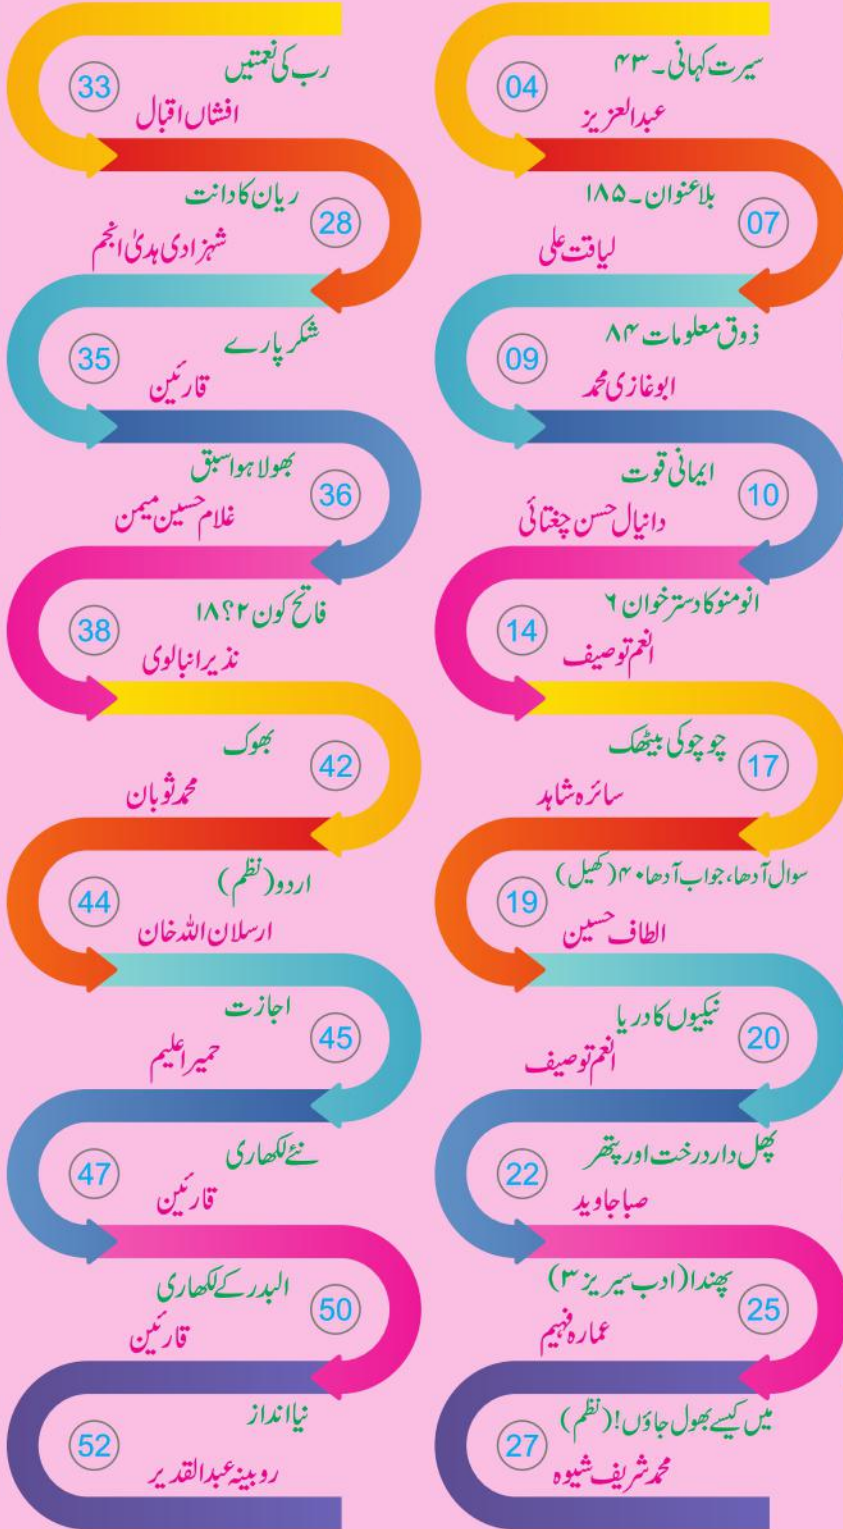 سیرت کہانی۔۴۳
04
عبدالعزیز
بلاعنوان۔۱۸۵
07
لیاقت علی
ذوق معلومات ۸۴
09
ابوغازی محمد
ایمانی قوت
10
دانیال حسن چغتائی
انومنو کا دسترخوان ۶
14
انعم توصیف
چوچو کی بیٹھک
17
سائرہ شاہد
سوال آدھا، جواب آدھا ۴۰ (کھیل)
19
الطاف حسین
نیکیوں کا دریا
20
انعم توصیف
پھل دار درخت اور پتھر
22
صباجاوید
پھندا (ادب سیریز ۳)
25
عمارہ فہیم
میں کیسے بھول جاؤں! (نظم)
27
محمد شریف شیوہ
رب کی نعمتیں
33
افشاں اقبال
ریان کا دانت
28
شہزادی ہدیٰ انجم
شکر پارے
35
قارئین
بھولا ہوا سبق
36
غلام حسین میمن
فاتح کون ۲؟ ۱۸
38
نذیر انبالوی
بھوک
42
محمد ثوبان
اردو (نظم)
44
ارسلان اللہ خان
اجازت
45
حمیرا علیم
نئے لکھاری
47
قارئین
البدر کے لکھاری
50
قارئین
نیا انداز
52
روبینہ عبدالقدیر